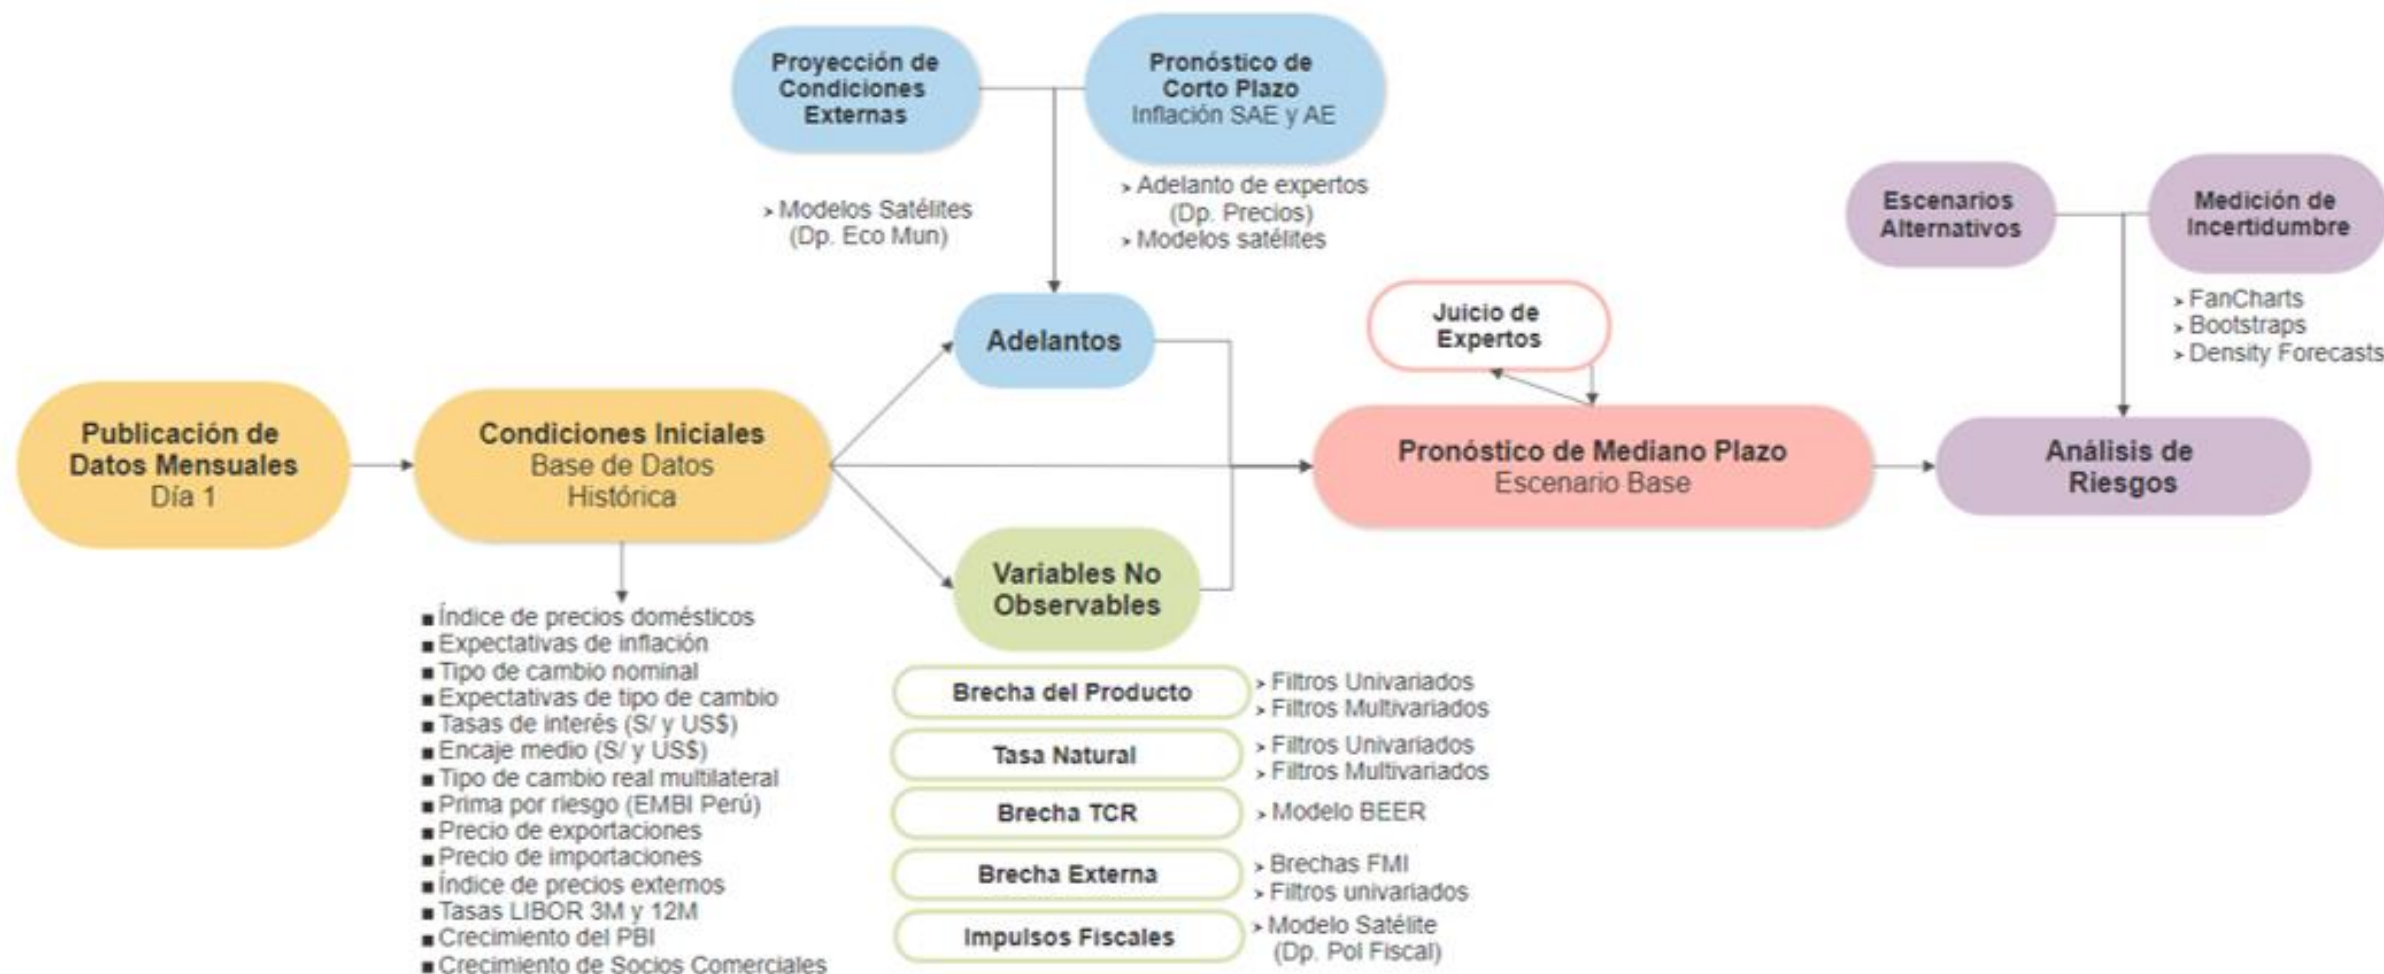 Proyección de
Condiciones
Externas
Pronóstico de
Corto Plazo
Inflación SAE y AE
> Modelos Satélites
(Dp. Eco Mun)
> Adelanto de expertos
(Dp. Precios)
> Modelos satélites
Escenarios
Alternativos
Medición de
Incertidumbre
> FanCharts
> Bootstraps
> Density Forecasts
Adelantos
Juicio de
Expertos
Publicación de
Datos Mensuales
Día 1
Condiciones Iniciales
Base de Datos
Histórica
Pronóstico de Mediano Plazo
Escenario Base
Análisis de
Riesgos
Variables No
Observables
■ Índice de precios domésticos
■ Expectativas de inflación
■ Tipo de cambio nominal
■ Expectativas de tipo de cambio
■ Tasas de interés (S/ y US$)
■ Encaje medio (S/ y US$)
■ Tipo de cambio real multilateral
■ Prima por riesgo (EMBI Perú)
■ Precio de exportaciones
■ Precio de importaciones
■ Índice de precios externos
■ Tasas LIBOR 3M y 12M
■ Crecimiento del PBI
■ Crecimiento de Socios Comerciales
Brecha del Producto
> Filtros Univariados
> Filtros Multivariados
Tasa Natural
> Filtros Univariados
> Filtros Multivariados
Brecha TCR
> Modelo BEER
Brecha Externa
> Brechas FMI
> Filtros univariados
Impulsos Fiscales
> Modelo Satélite
(Dp. Pol Fiscal)